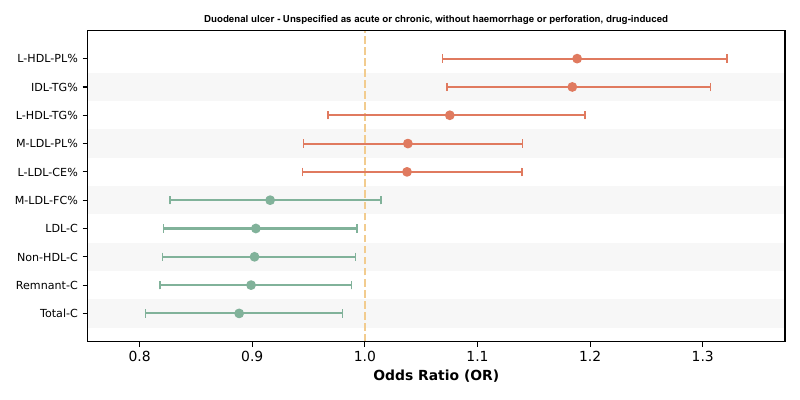 Duodenal ulcer - Unspecified as acute or chronic, without haemorrhage or perforation, drug-induced
L-HDL-PL%
IDL-TG%
L-HDL-TG%
M-LDL-PL%
L-LDL-CE%
M-LDL-FC%
LDL-C
Non-HDL-C
Remnant-C
Total-C
0.8 0.9 1.0 1.1 1.2 1.3
Odds Ratio (OR)